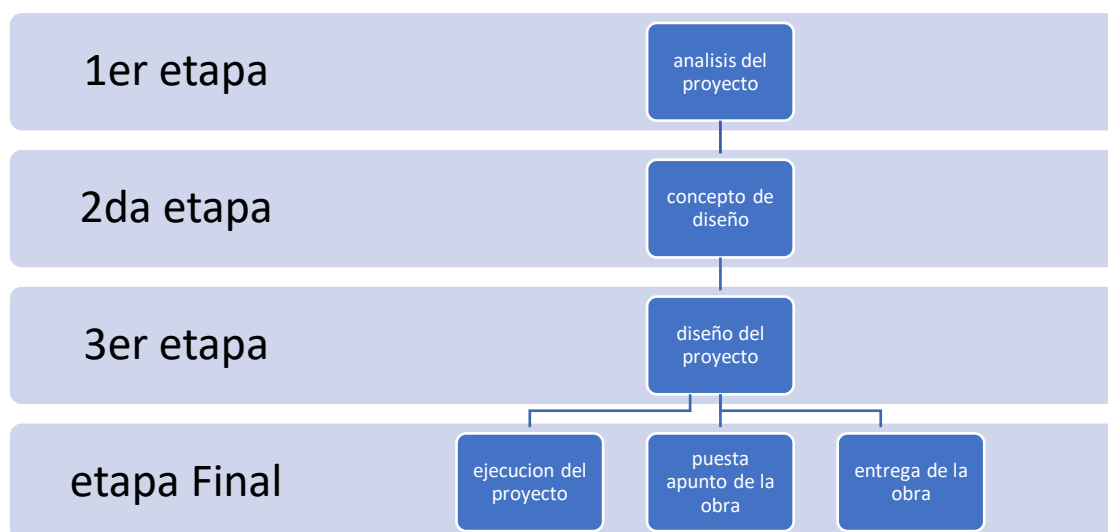 1er etapa
analisis del
proyecto
2da etapa
concepto de
diseño
3er etapa
diseño del
proyecto
etapa Final
ejecucion del
proyecto
puesta
apunto de la
obra
entrega de la
obra